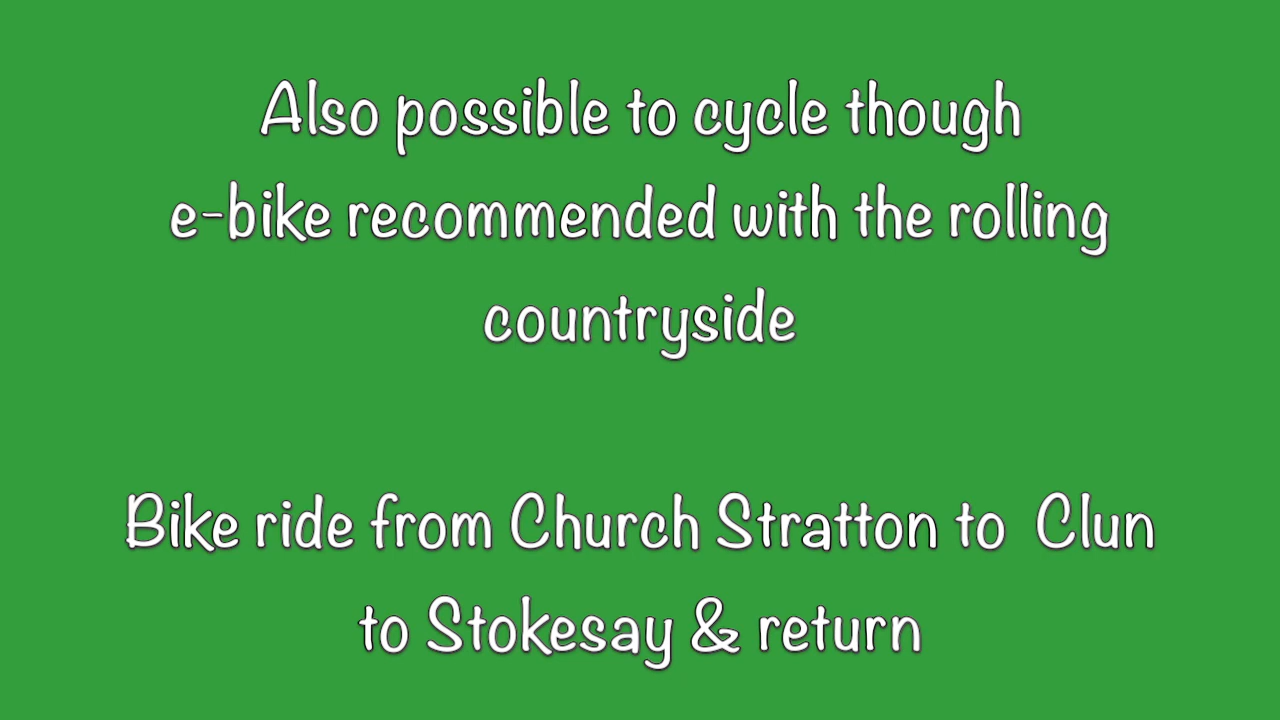 Also possible to cycle though
e-bike recommended with the rolling
countryside
Bike ride from Church Stratton to  Clun
to Stokesay & return